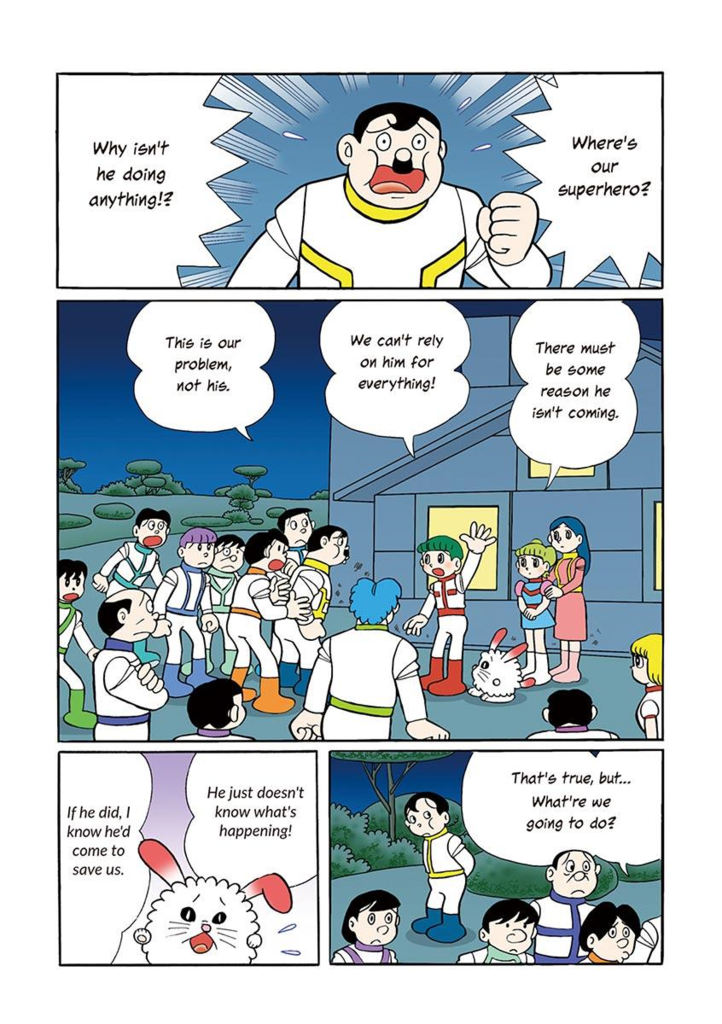 Where's
our
superhero?
Why isn't
he doing
anything!?
There must
be some
reason he
isn't coming.
We can't rely
on him for
everything!
This is our
problem,
not his.
That's true, but...
What're we
going to do?
He just doesn't
know what's
happening!
If he did, I
know he'd
come to
save us.